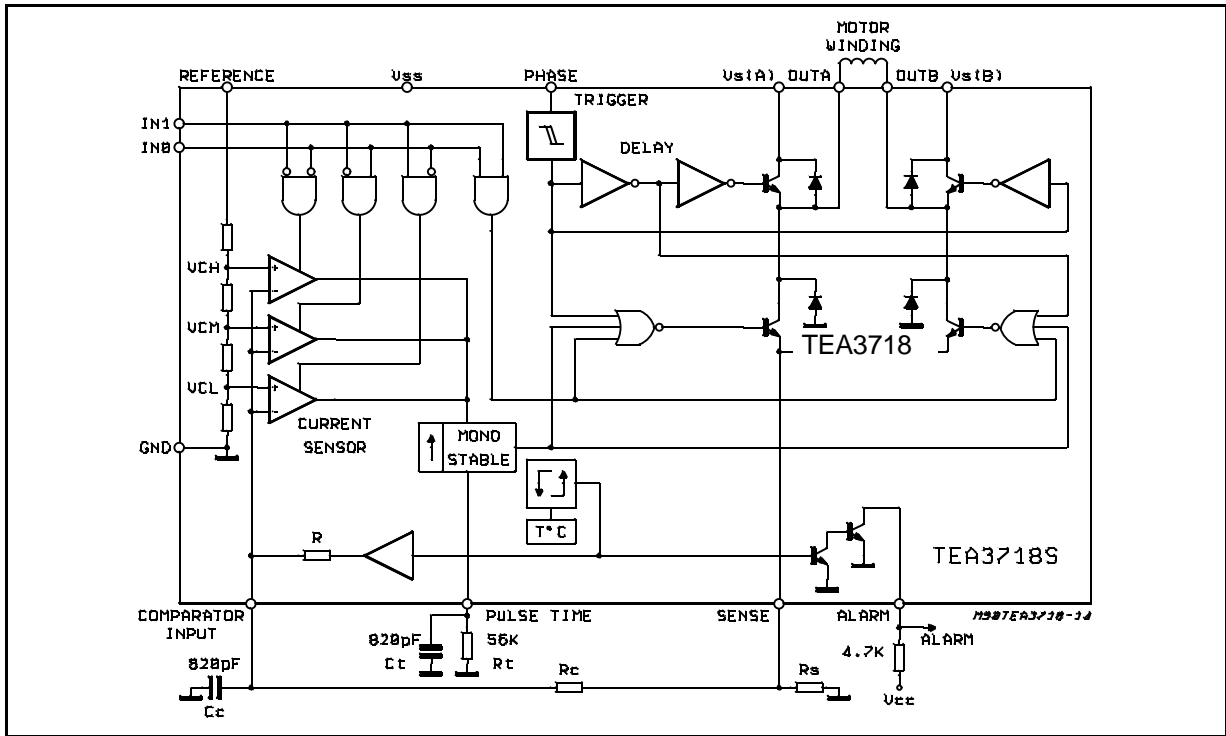 MOTOR
WINDING
REFERENCE
Vss
PHASE
Vs(A)
OUTA
OUTB
Vs(B)
TRIGGER
IN1
IN0
DELAY
VCH
+
-
VCM
+
-
TEA3718
VCL
+
-
CURRENT
SENSOR
GND
MONO
STABLE
T°C
R
TEA3718S
COMPARATOR
INPUT
PULSE TIME
SENSE
ALARM
M90TEA3718-14
ALARM
820pF
Ct
56K
Rt
4.7K
820pF
Cc
Rc
Rs
Vcc